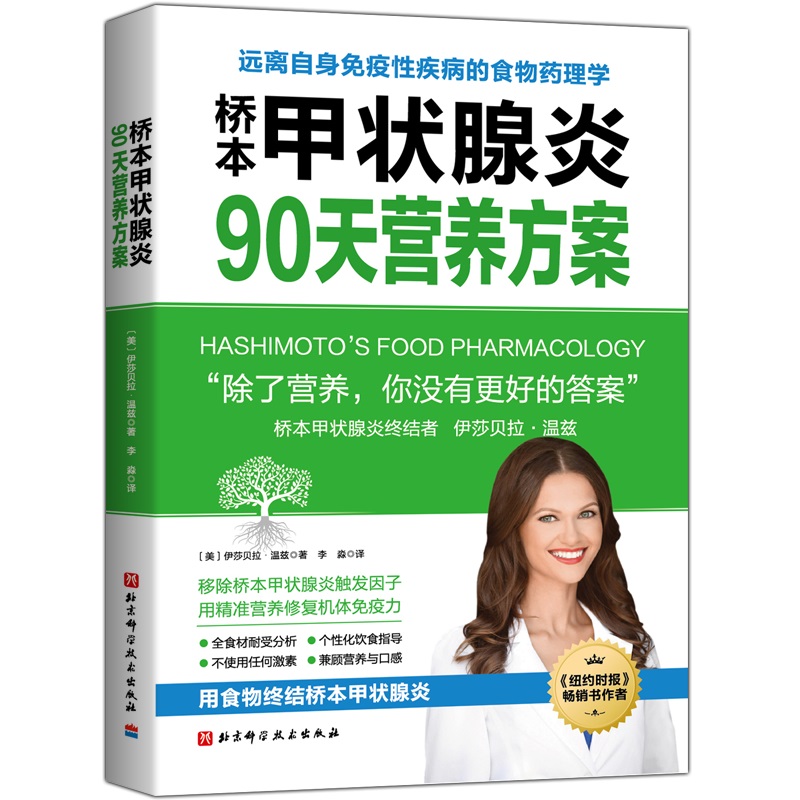 远离自身免疫性疾病的食物药理学
桥本甲状腺炎
90天营养方案
HASHIMOTO'S FOOD PHARMACOLOGY
“除了营养，你没有更好的答案”
桥本甲状腺炎终结者 伊莎贝拉·温兹
[美]伊莎贝拉·温兹◎著 李 淼◎译
移除桥本甲状腺炎触发因子
用精准营养修复机体免疫力
●全食材耐受分析 ●个性化饮食指导
●不使用任何激素 ●兼顾营养与口感
《纽约时报》
畅销书作者
用食物终结桥本甲状腺炎
北京科学技术出版社
桥本甲状腺炎
90天营养方案
[美]伊莎贝拉·温兹◎著 李 淼◎译
北京科学技术出版社